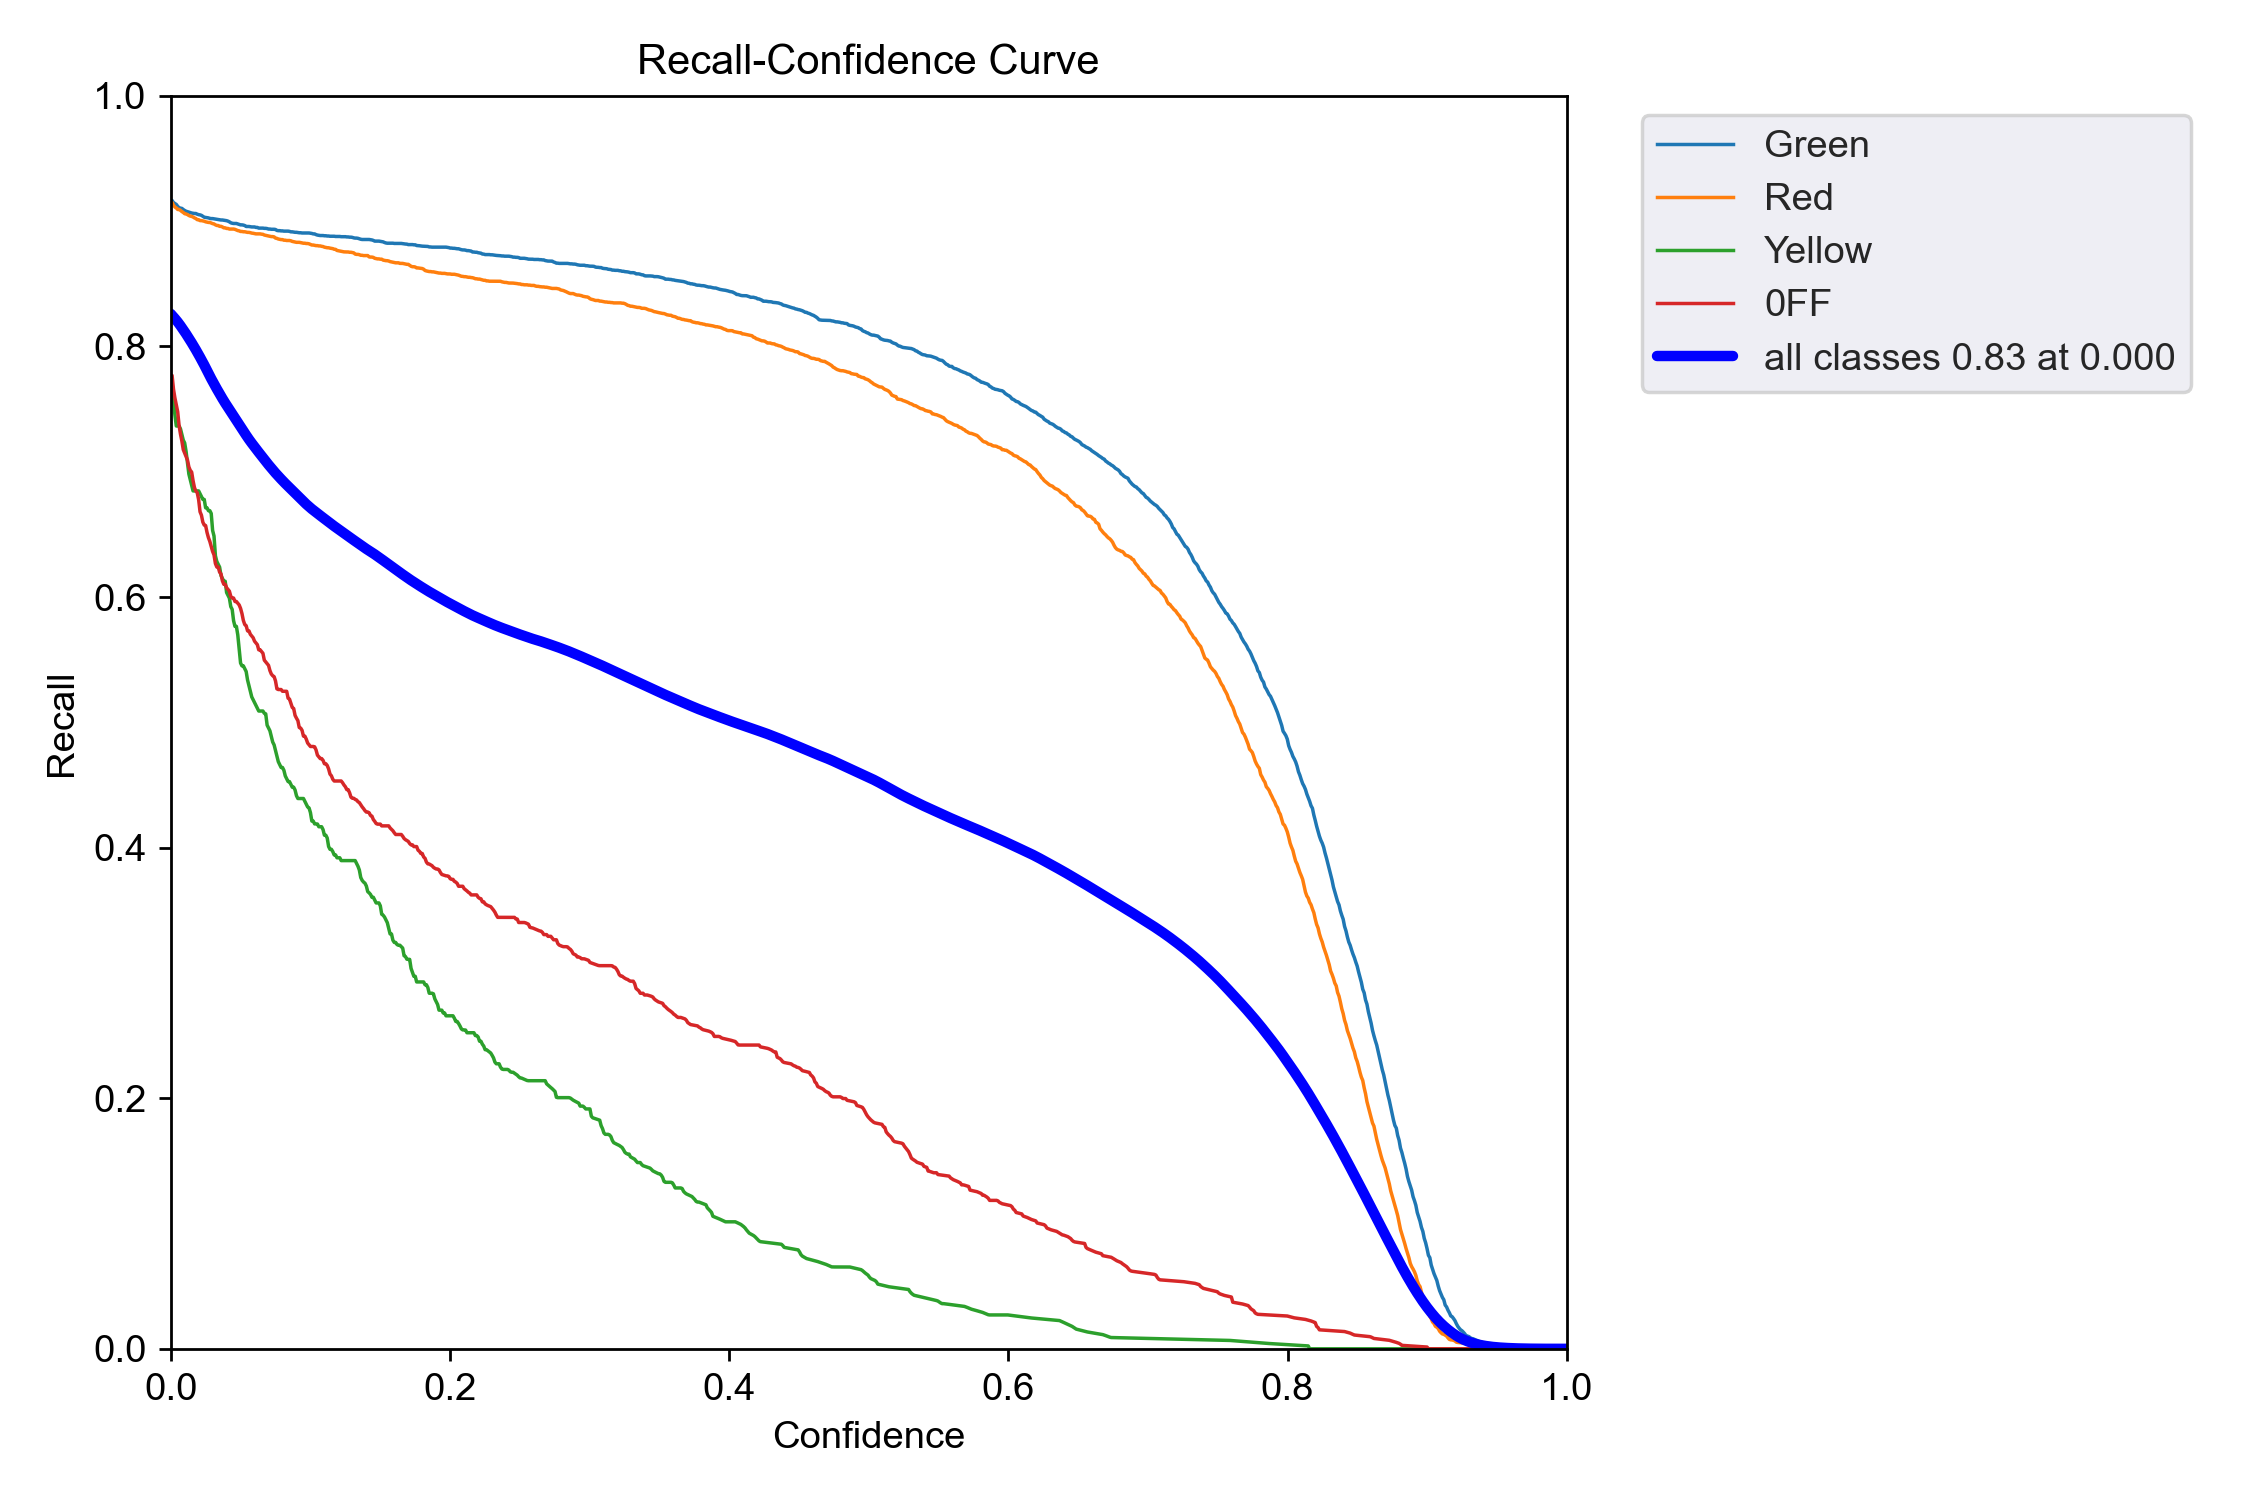 Recall-Confidence Curve
1.0
0.8
0.6
0.4
0.2
0.0
Recall
0.0 0.2 0.4 0.6 0.8 1.0
Confidence
Green
Red
Yellow
0FF
all classes 0.83 at 0.000